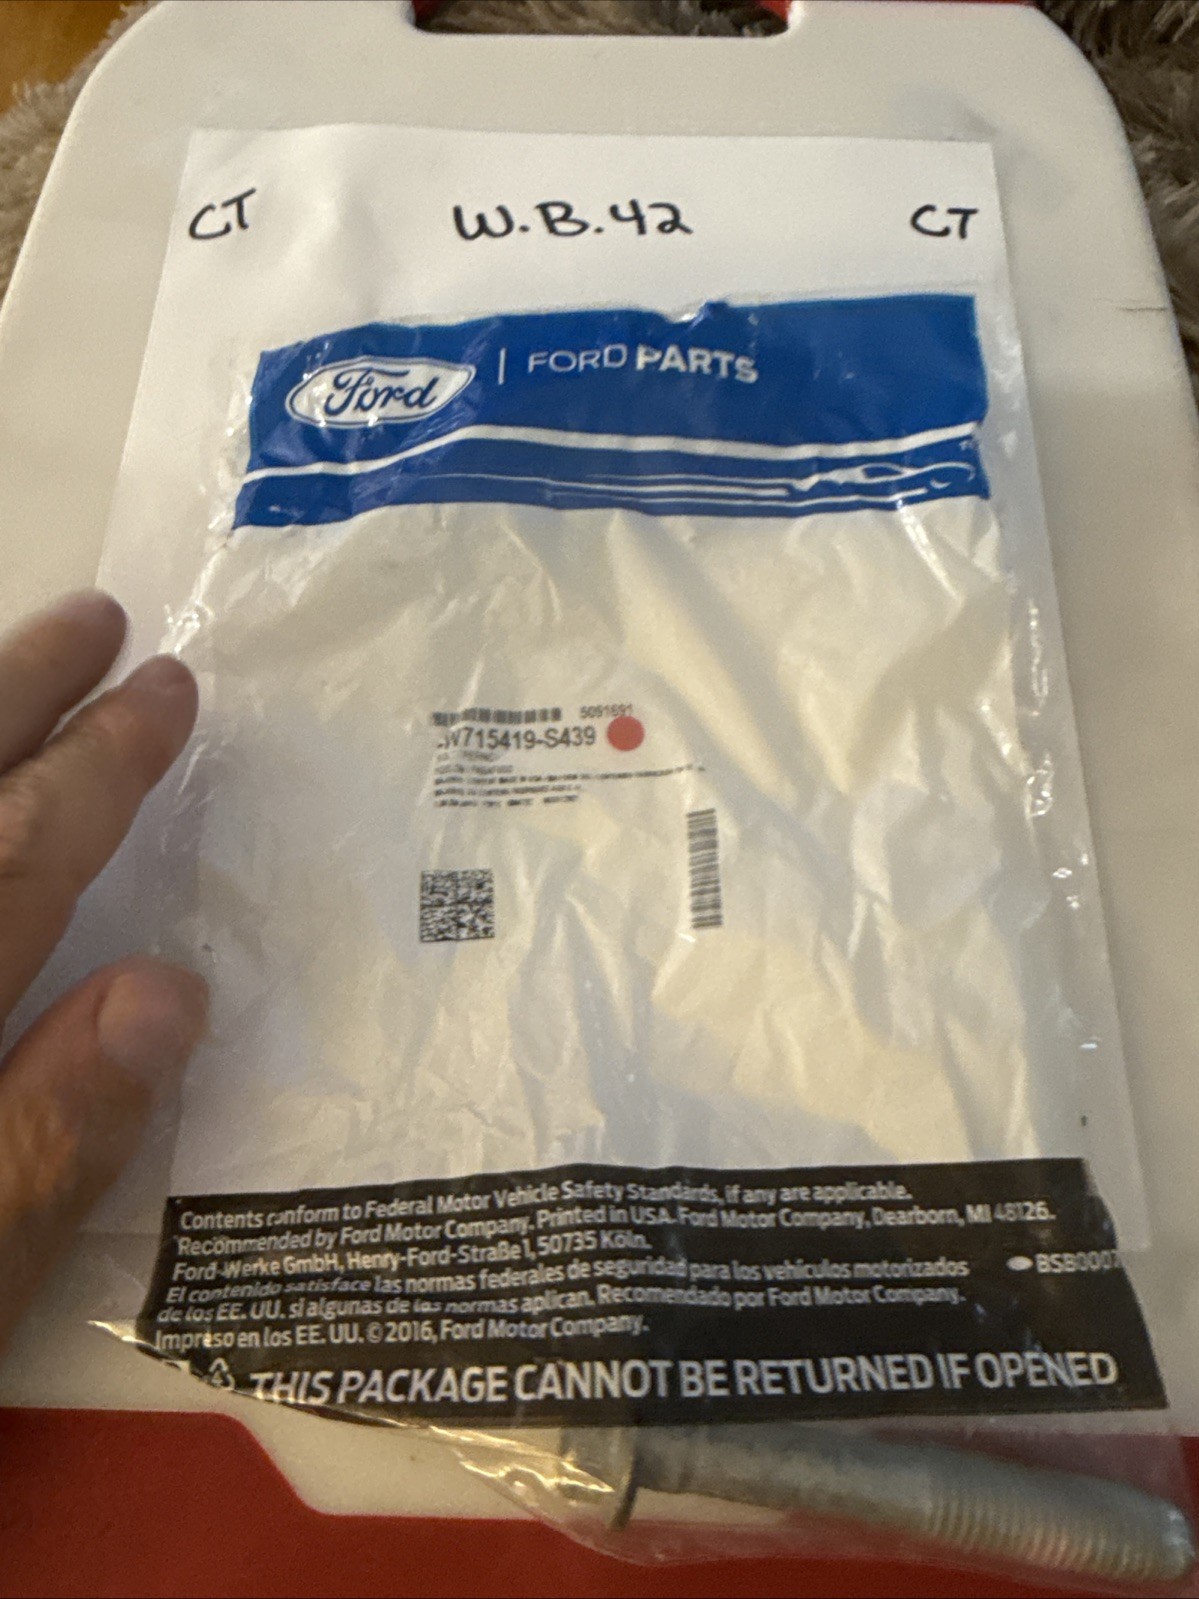 CT W.B.42 CT
Ford | FORD PARTS
5091691
W715419-S439
Contents conform to Federal Motor Vehicle Safety Standards, if any are applicable.
Recommended by Ford Motor Company. Printed in USA. Ford Motor Company, Dearborn, MI 48126.
Ford-Werke GmbH, Henry-Ford-Straße 1, 50735 Köln.
El contenido satisface las normas federales de seguridad para los vehículos motorizados
BSB0007
de los EE. UU. si algunas de las normas aplican. Recomendado por Ford Motor Company.
Impreso en los EE. UU. © 2016, Ford Motor Company.
THIS PACKAGE CANNOT BE RETURNED IF OPENED